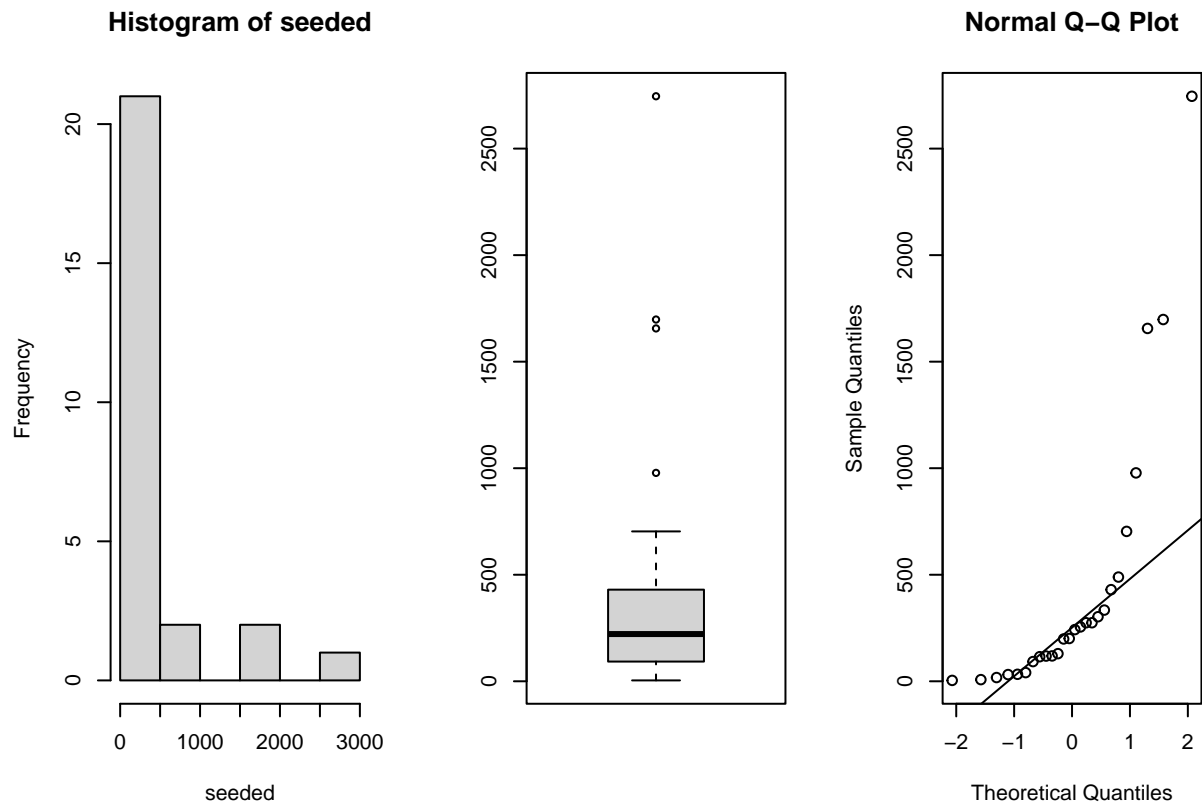 Histogram of seeded
Frequency
0
5
10
15
20
0 1000 2000 3000
seeded
0
500
1000
1500
2000
2500
Normal Q−Q Plot
Sample Quantiles
0
500
1000
1500
2000
2500
−2 −1 0 1 2
Theoretical Quantiles